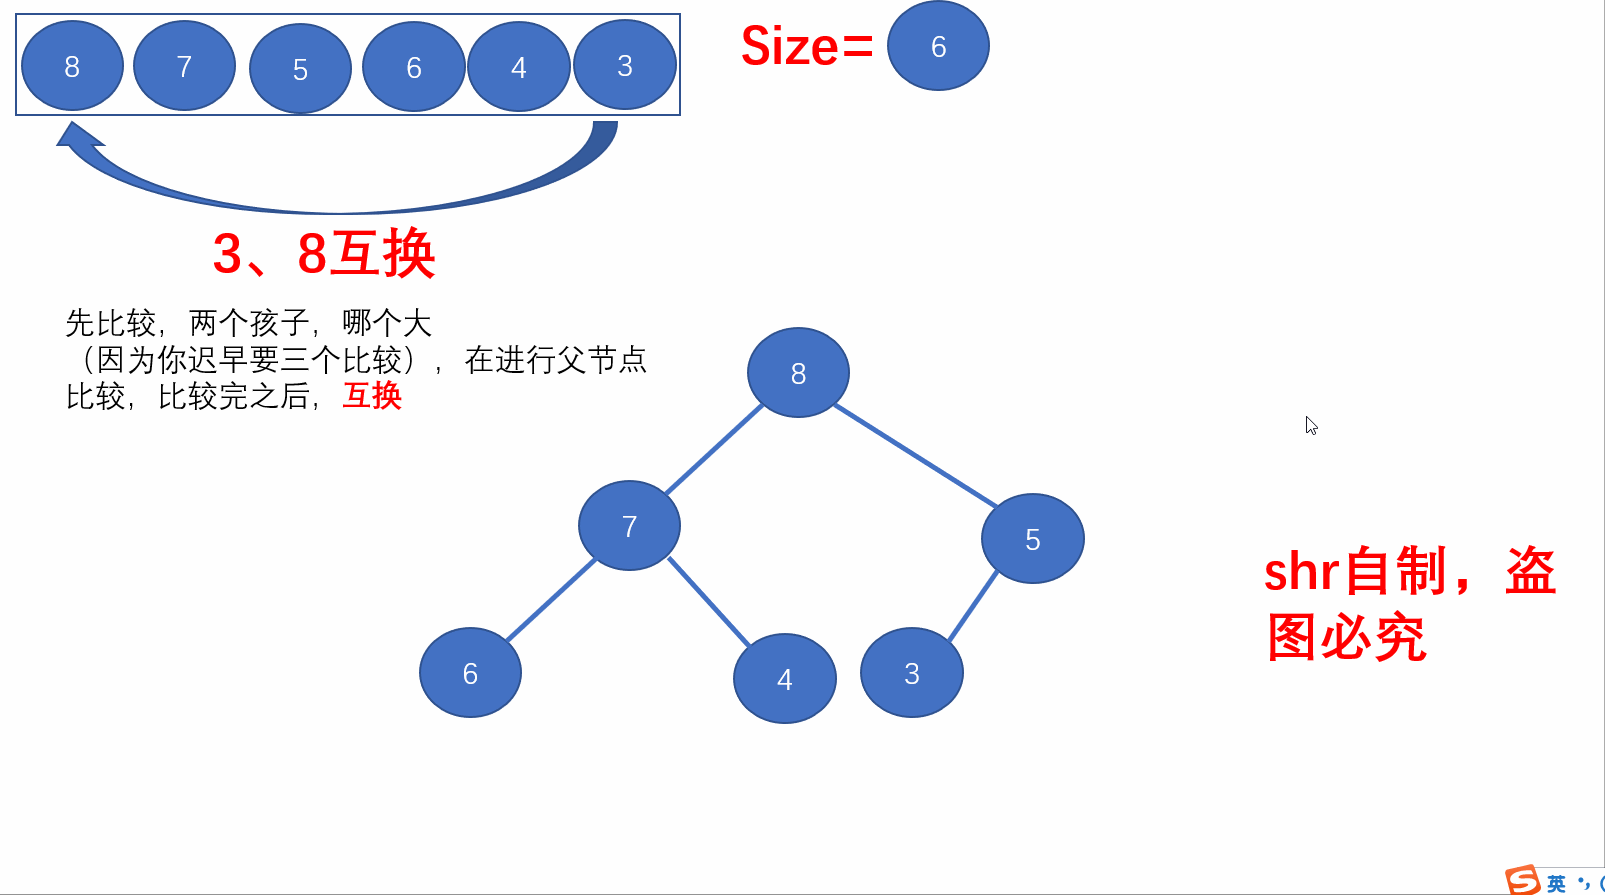 8 7 5 6 4 3
Size= 6
3、8互换
先比较，两个孩子，哪个大
（因为你迟早要三个比较），在进行父节点
比较，比较完之后，互换
8
7
5
6
4
3
shr自制，盗
图必究
英